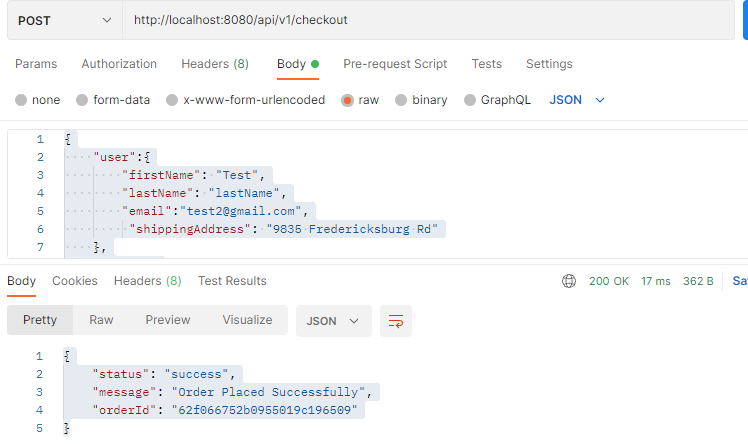 POST http://localhost:8080/api/v1/checkout
Params Authorization Headers (8) Body Pre-request Script Tests Settings
none form-data x-www-form-urlencoded raw binary GraphQL JSON
1 {
2 "user":{
3 "firstName": "Test",
4 "lastName": "lastName",
5 "email":"test2@gmail.com",
6 "shippingAddress": "9835 Fredericksburg Rd"
7 },
Body Cookies Headers (8) Test Results 200 OK 17 ms 362 B Sa
Pretty Raw Preview Visualize JSON
1 {
2 "status": "success",
3 "message": "Order Placed Successfully",
4 "orderId": "62f066752b0955019c196509"
5 }